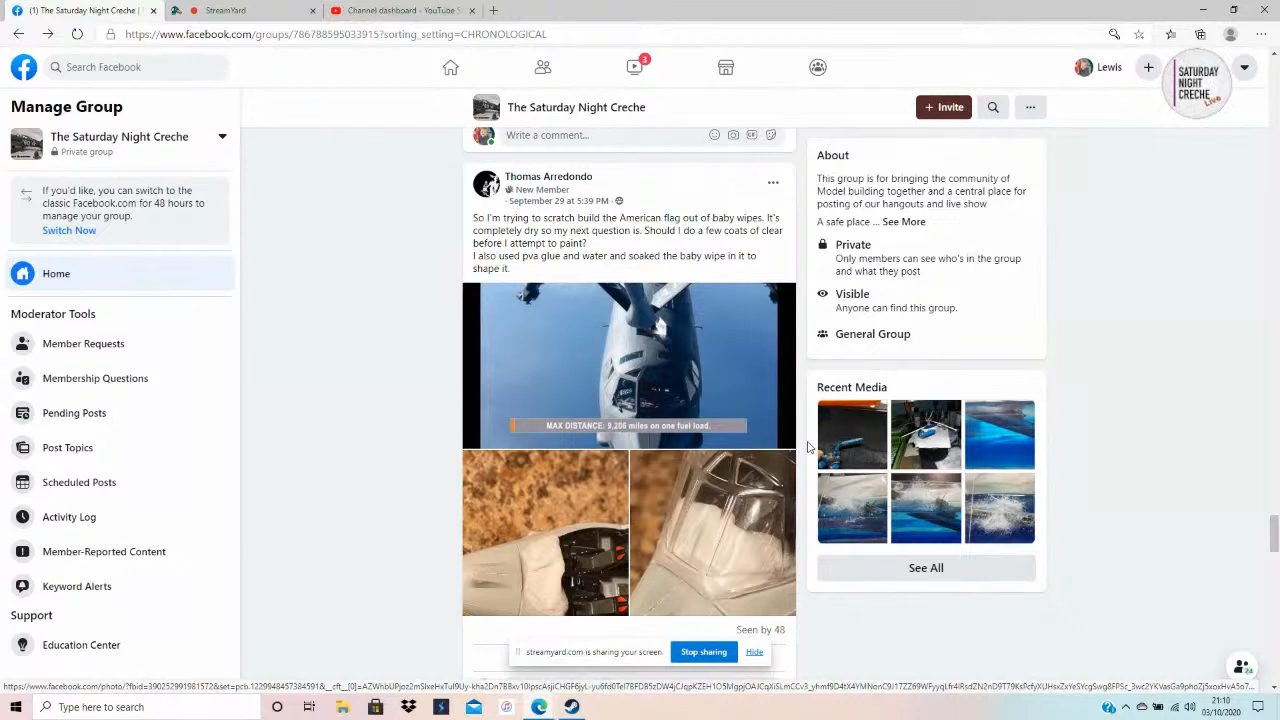 (1) The Saturday Night Creche |
StreamYard
Channel dashboard - YouTube S
https://www.facebook.com/groups/786788595033915?sorting_setting=CHRONOLOGICAL
Search Facebook
3
Lewis
SATURDAY
NIGHT
CRECHE
Live
Manage Group
The Saturday Night Creche
+ Invite
The Saturday Night Creche
Private group
If you'd like, you can switch to the
classic Facebook.com for 48 hours to
manage your group.
Switch Now
Home
Moderator Tools
Member Requests
Membership Questions
Pending Posts
Post Topics
Scheduled Posts
Activity Log
Member-Reported Content
Keyword Alerts
Support
Education Center
Write a comment...
Thomas Arredondo
New Member
· September 29 at 5:39 PM ·
So I'm trying to scratch build the American flag out of baby wipes. It's
completely dry so my next question is. Should I do a few coats of clear
before I attempt to paint?
I also used pva glue and water and soaked the baby wipe in it to
shape it.
MAX DISTANCE: 9,206 miles on one fuel load.
Seen by 48
streamyard.com is sharing your screen.
Stop sharing
Hide
About
This group is for bringing the community of
Model building together and a central place for
posting of our hangouts and live show
A safe place ... See More
Private
Only members can see who's in the group
and what they post
Visible
Anyone can find this group.
General Group
Recent Media
See All
24
Type here to search
21:10
03/10/2020